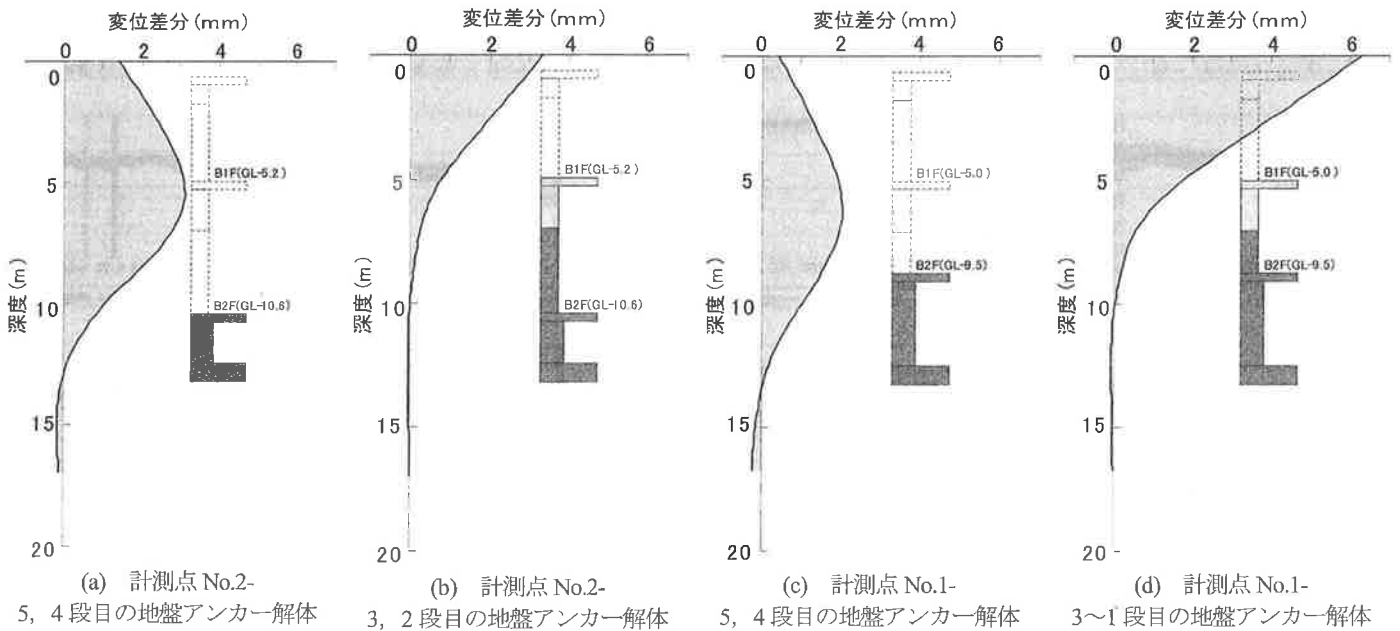 変位差分(mm)
0 2 4 6
0
5
10
15
20
深度(m)
B1F(GL-5.2)
B2F(GL-10.6)
(a) 計測点 No.2-
5, 4段目の地盤アンカー解体
変位差分(mm)
0 2 4 6
0
5
10
15
20
深度(m)
B1F(GL-5.2)
B2F(GL-10.6)
(b) 計測点 No.2-
3, 2段目の地盤アンカー解体
変位差分(mm)
0 2 4 6
0
5
10
15
20
深度(m)
B1F(GL-5.0)
B2F(GL-9.5)
(c) 計測点 No.1-
5, 4段目の地盤アンカー解体
変位差分(mm)
0 2 4 6
0
5
10
15
20
深度(m)
B1F(GL-5.0)
B2F(GL-9.5)
(d) 計測点 No.1-
3～1段目の地盤アンカー解体